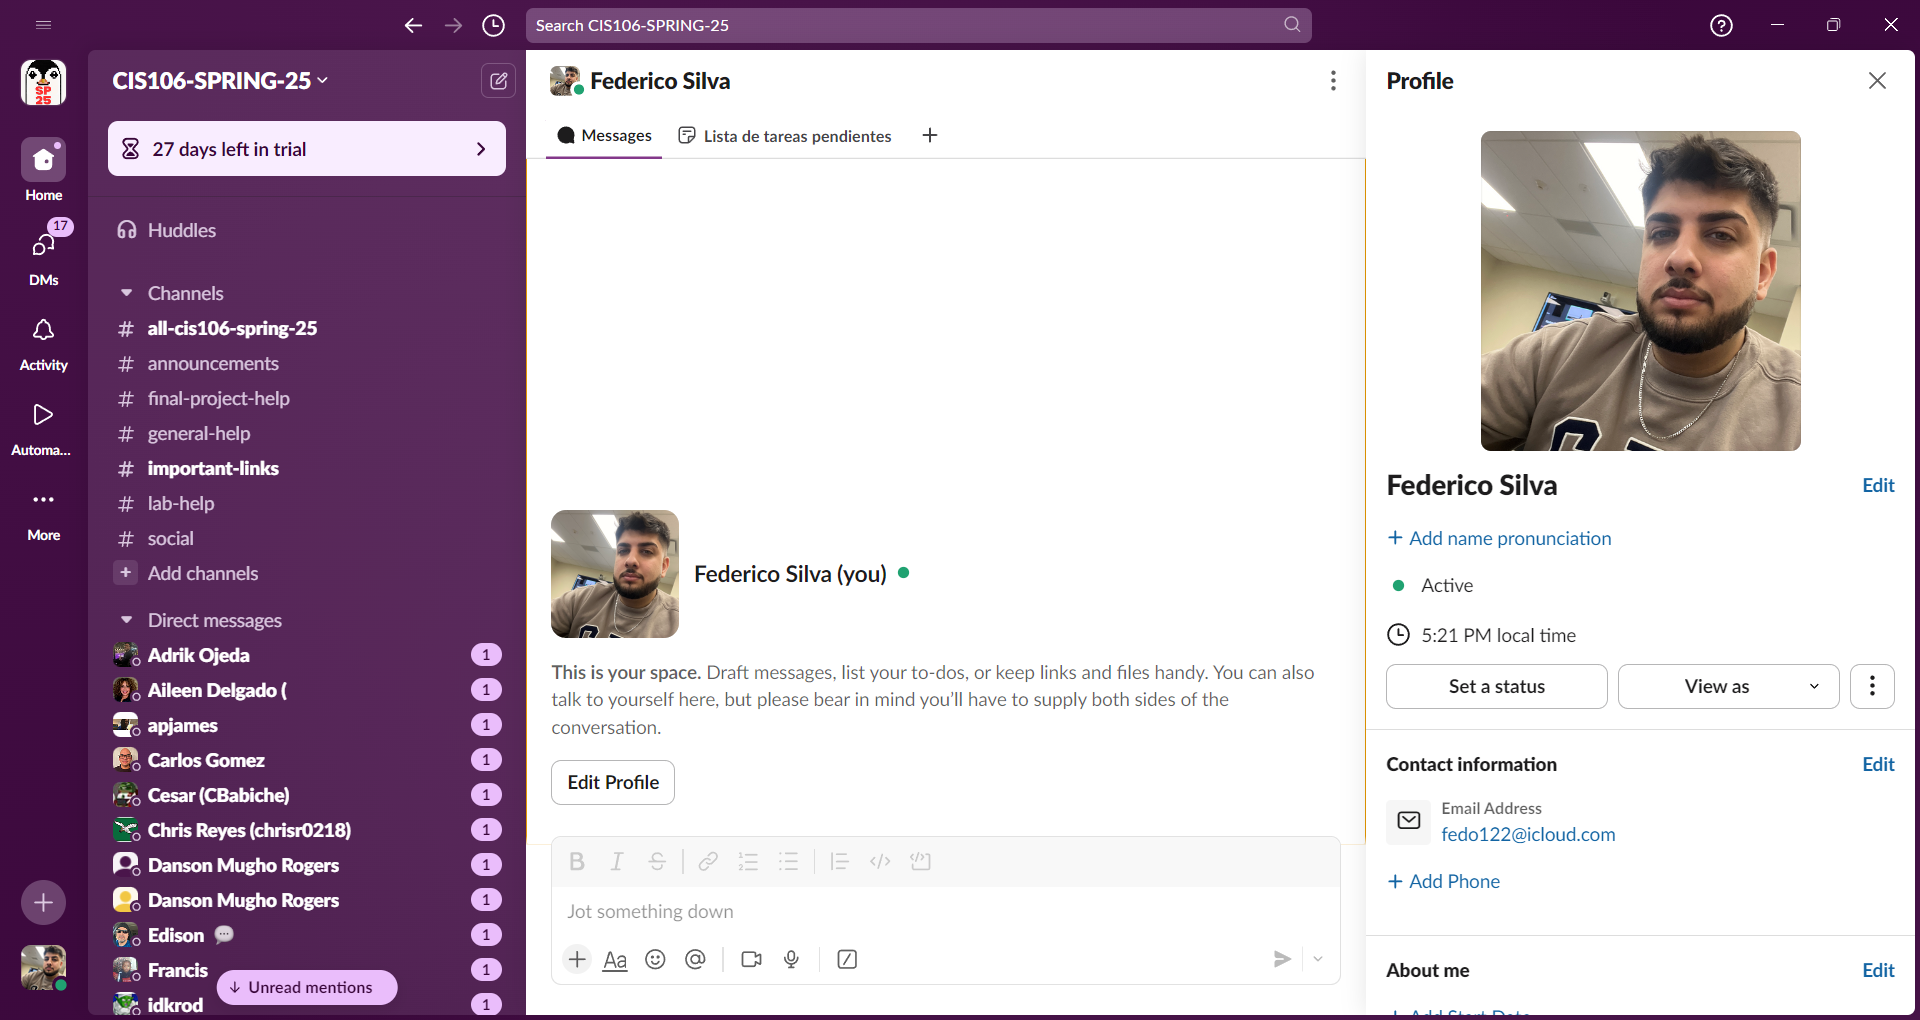 Search CIS106-SPRING-25
SP
25
Home
17
DMs
Activity
Automa...
More
CIS106-SPRING-25
27 days left in trial
Huddles
Channels
# all-cis106-spring-25
# announcements
# final-project-help
# general-help
# important-links
# lab-help
# social
+ Add channels
Direct messages
Adrik Ojeda 1
Aileen Delgado ( 1
apjames 1
Carlos Gomez 1
Cesar (CBabiche) 1
Chris Reyes (chrisr0218) 1
Danson Mugho Rogers 1
Danson Mugho Rogers 1
Edison 1
Francis 1
↓ Unread mentions
idkrod 1
Federico Silva
Messages
Lista de tareas pendientes
+
Federico Silva (you)
This is your space. Draft messages, list your to-dos, or keep links and files handy. You can also
talk to yourself here, but please bear in mind you’ll have to supply both sides of the
conversation.
Edit Profile
B I S
Jot something down
+ Aa @
Profile
Federico Silva
Edit
+ Add name pronunciation
Active
5:21 PM local time
Set a status
View as
Contact information
Edit
Email Address
fedo122@icloud.com
+ Add Phone
About me
Edit
+ Add Start Date